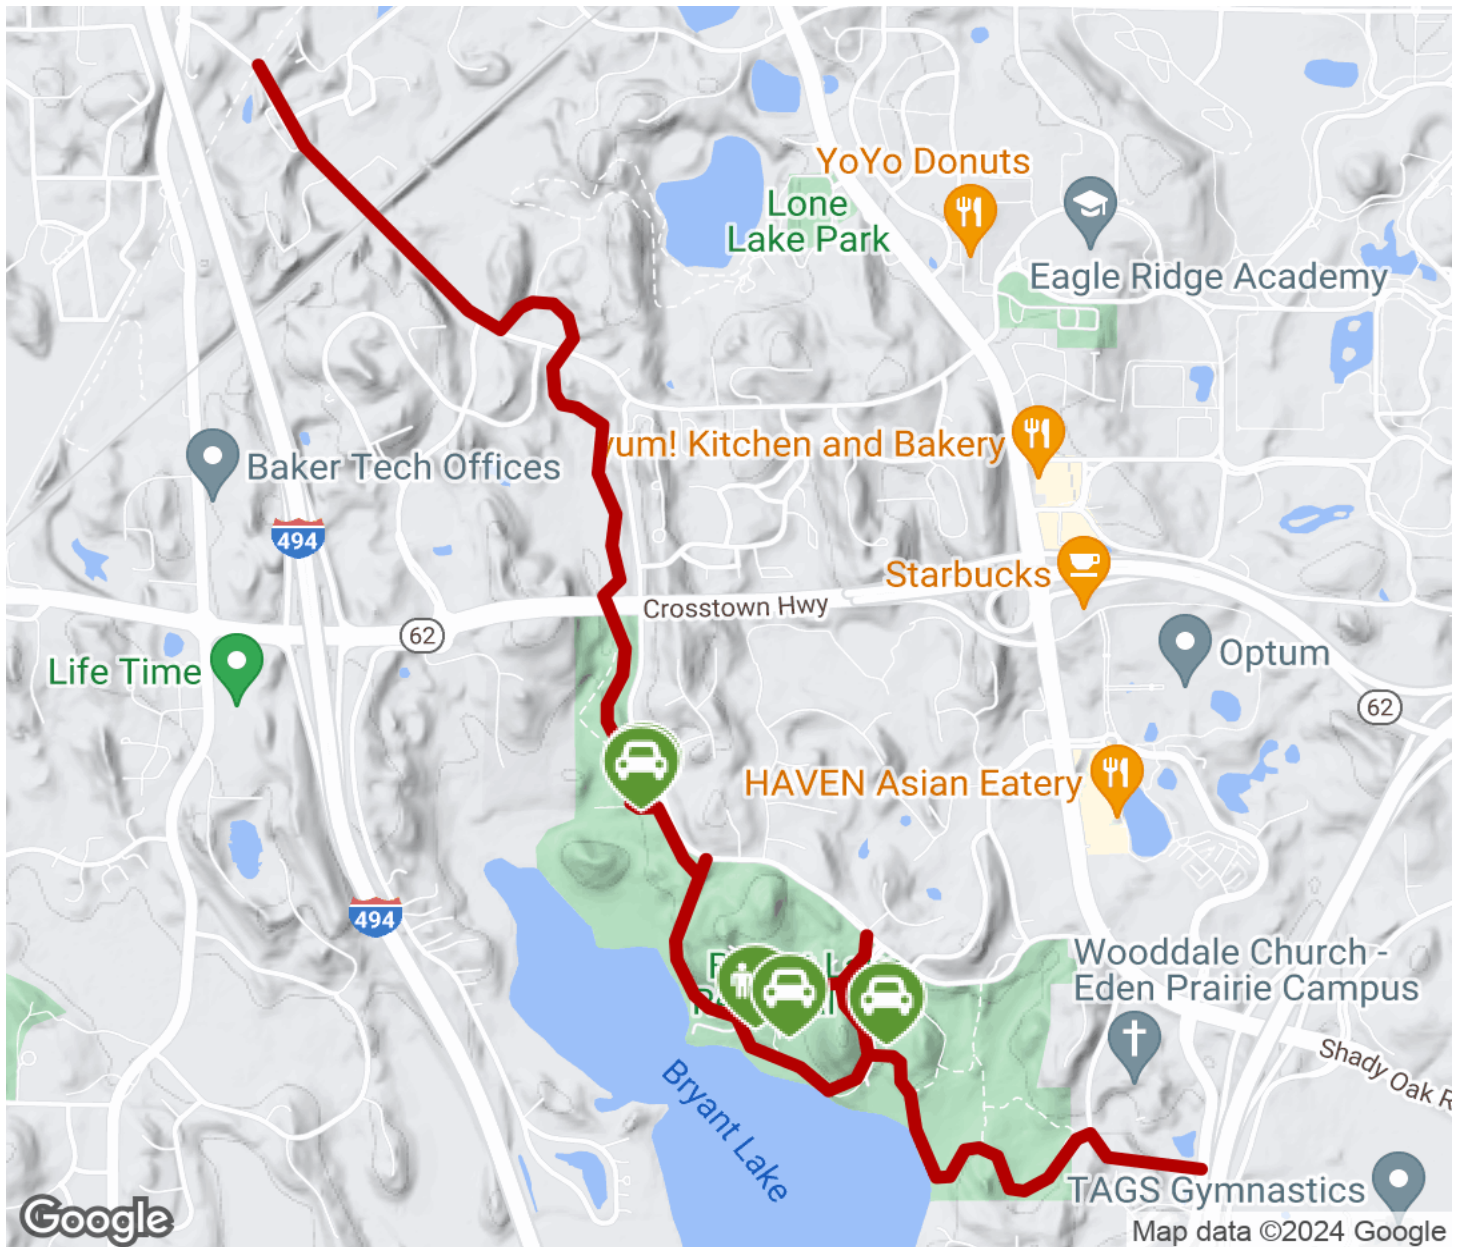 YoYo Donuts
Lone
Lake Park
Eagle Ridge Academy
yum! Kitchen and Bakery
Baker Tech Offices
494
Starbucks
Crosstown Hwy
62
Optum
Life Time
62
HAVEN Asian Eatery
494
Wooddale Church -
Eden Prairie Campus
Shady Oak R
Bryant Lake
TAGS Gymnastics
Google
Map data ©2024 Google